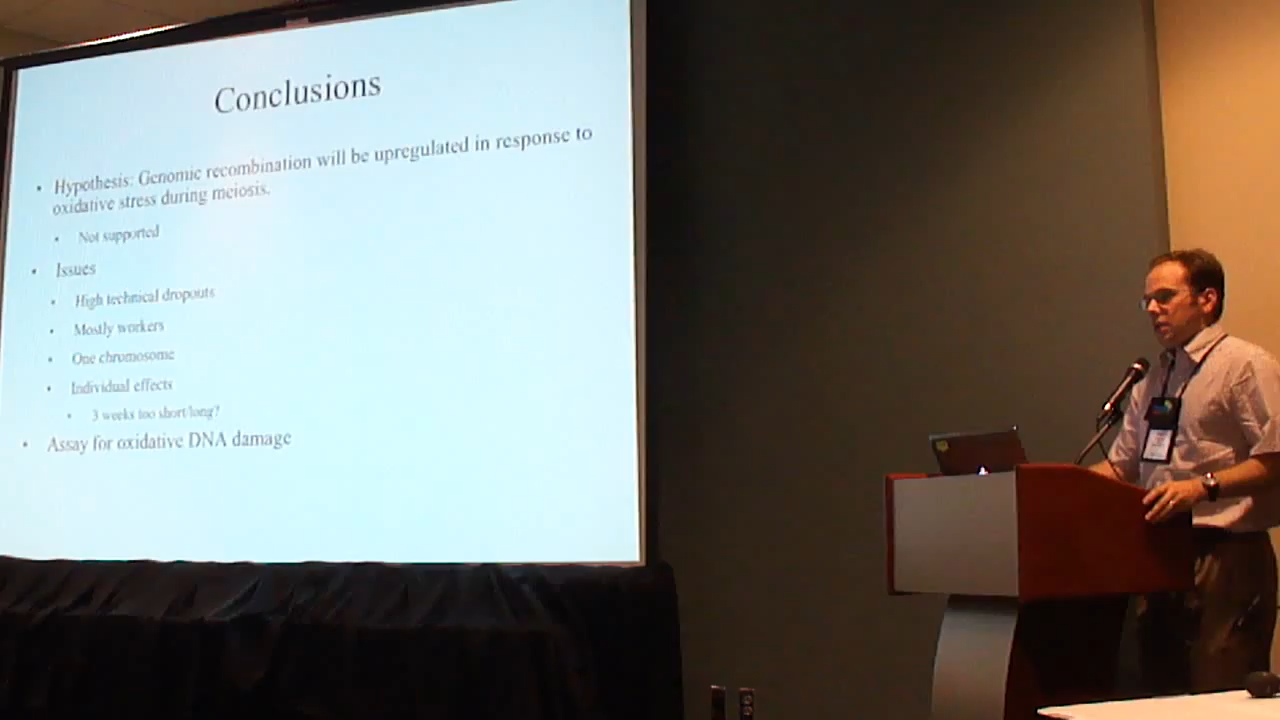 Conclusions
• Hypothesis: Genomic recombination will be upregulated in response to
oxidative stress during meiosis.
• Not supported
• Issues
• High technical dropouts
• Mostly workers
• One chromosome
• Individual effects
• 3 weeks too short/long?
• Assay for oxidative DNA damage